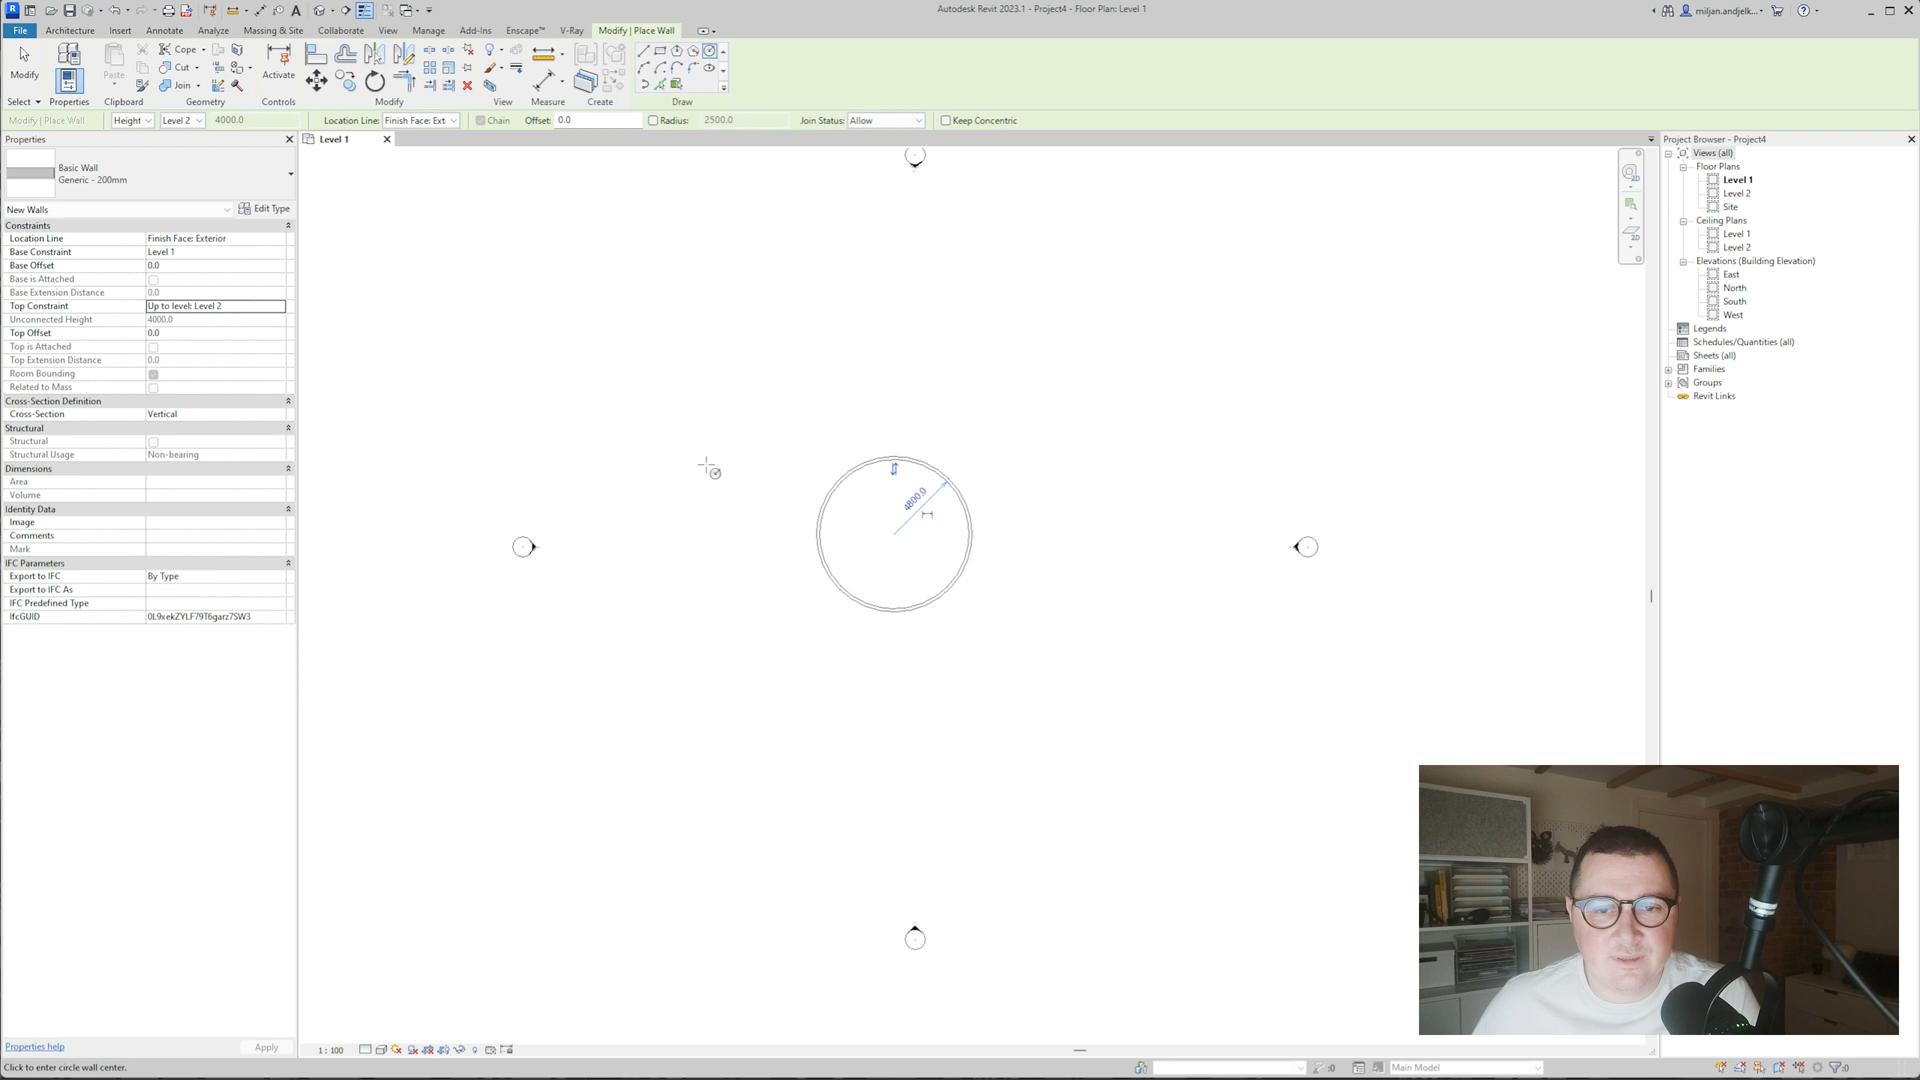 Autodesk Revit 2023.1 - Project4 - Floor Plan: Level 1
miljan.andjelk...
File Architecture Insert Annotate Analyze Massing & Site Collaborate View Manage Add-Ins Enscape™ V-Ray Modify | Place Wall
Modify Paste Cope Cut Join Activate
Select Properties Clipboard Geometry Controls Modify View Measure Create Draw
Modify | Place Wall Height Level 2 4000.0 Location Line: Finish Face: Ext Chain Offset: 0.0 Radius: 2500.0 Join Status: Allow Keep Concentric
Properties
Basic Wall
Generic - 200mm
New Walls Edit Type
Constraints
Location Line Finish Face: Exterior
Base Constraint Level 1
Base Offset 0.0
Base is Attached
Base Extension Distance 0.0
Top Constraint Up to level: Level 2
Unconnected Height 4000.0
Top Offset 0.0
Top is Attached
Top Extension Distance 0.0
Room Bounding
Related to Mass
Cross-Section Definition
Cross-Section Vertical
Structural
Structural
Structural Usage Non-bearing
Dimensions
Area
Volume
Identity Data
Image
Comments
Mark
IFC Parameters
Export to IFC By Type
Export to IFC As
IFC Predefined Type
IfcGUID 0L9xekZYLF79T6garz7SW3
Properties help Apply
Level 1
4800.0
2D
2D
Project Browser - Project4
Views (all)
Floor Plans
Level 1
Level 2
Site
Ceiling Plans
Level 1
Level 2
Elevations (Building Elevation)
East
North
South
West
Legends
Schedules/Quantities (all)
Sheets (all)
Families
Groups
Revit Links
1 : 100
Click to enter circle wall center.
:0 Main Model :0